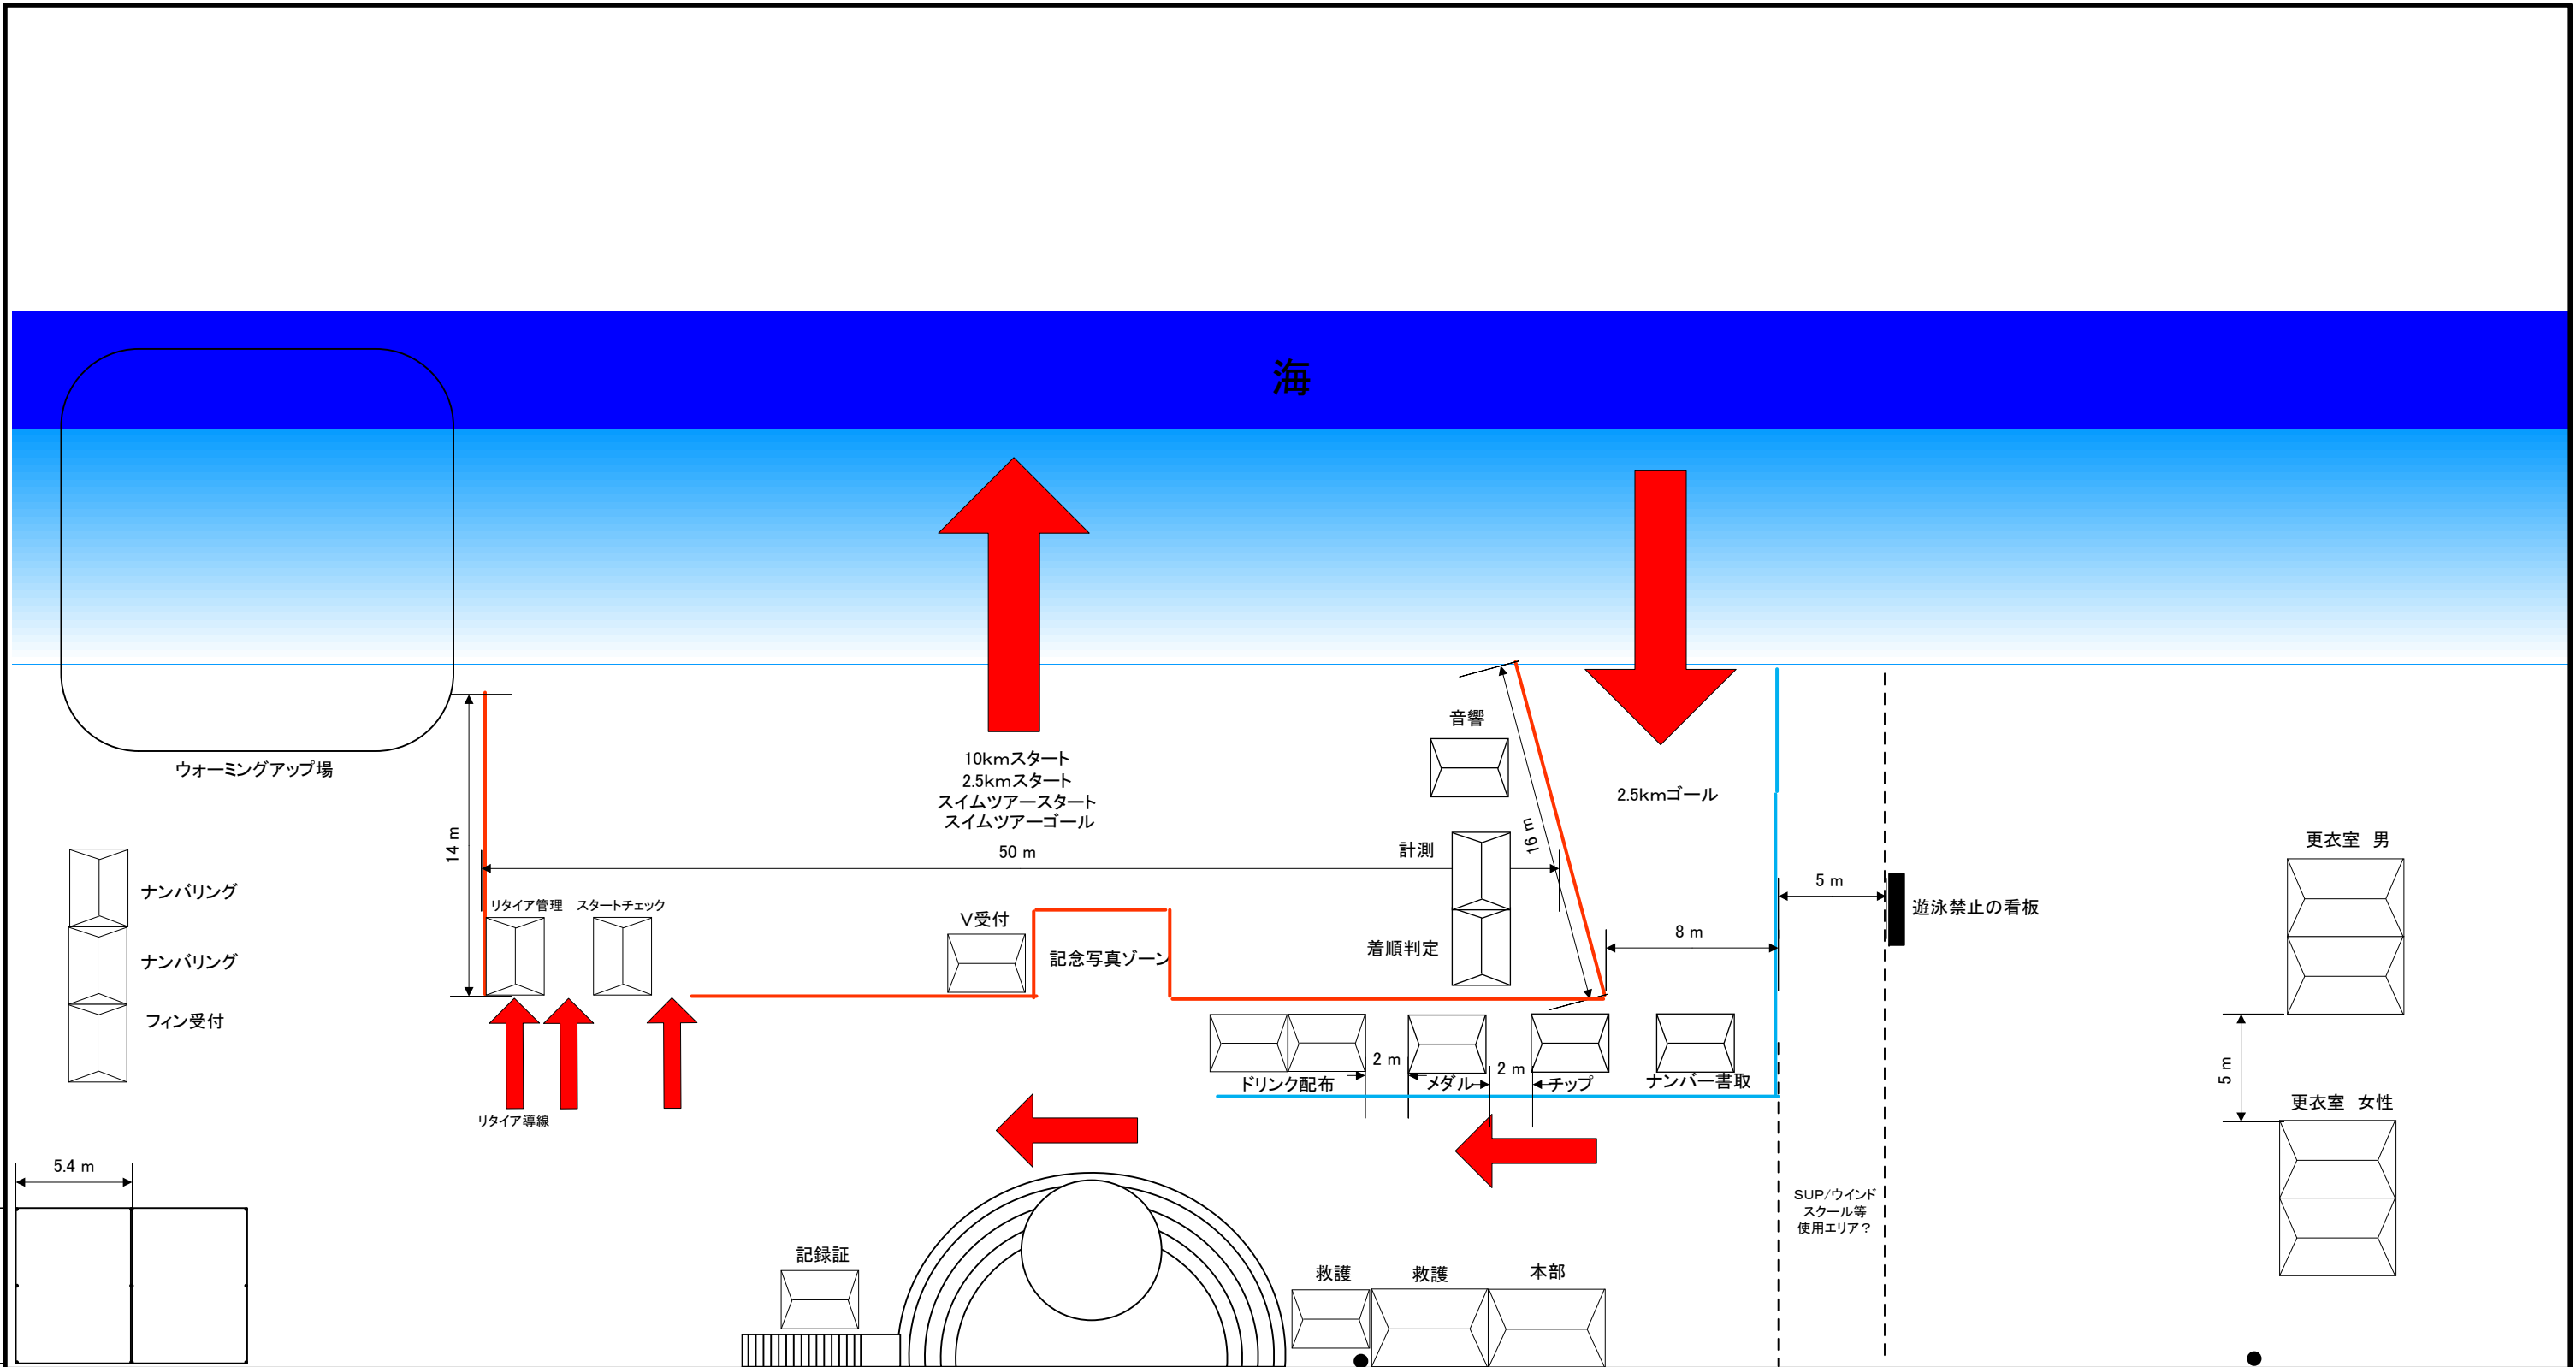 海
音響
10kmスタート
2.5kmスタート
スイムツアースタート
スイムツアーゴール
ウォーミングアップ場
2.5kmゴール
14 m
50 m
計測
16 m
更衣室 男
ナンバリング
リタイア管理
スタートチェック
V受付
5 m
遊泳禁止の看板
8 m
記念写真ゾーン
着順判定
ナンバリング
フィン受付
2 m
2 m
ドリンク配布
メダル
チップ
ナンバー書取
5 m
更衣室 女性
リタイア導線
5.4 m
SUP/ウインド
スクール等
使用エリア?
記録証
救護
救護
本部